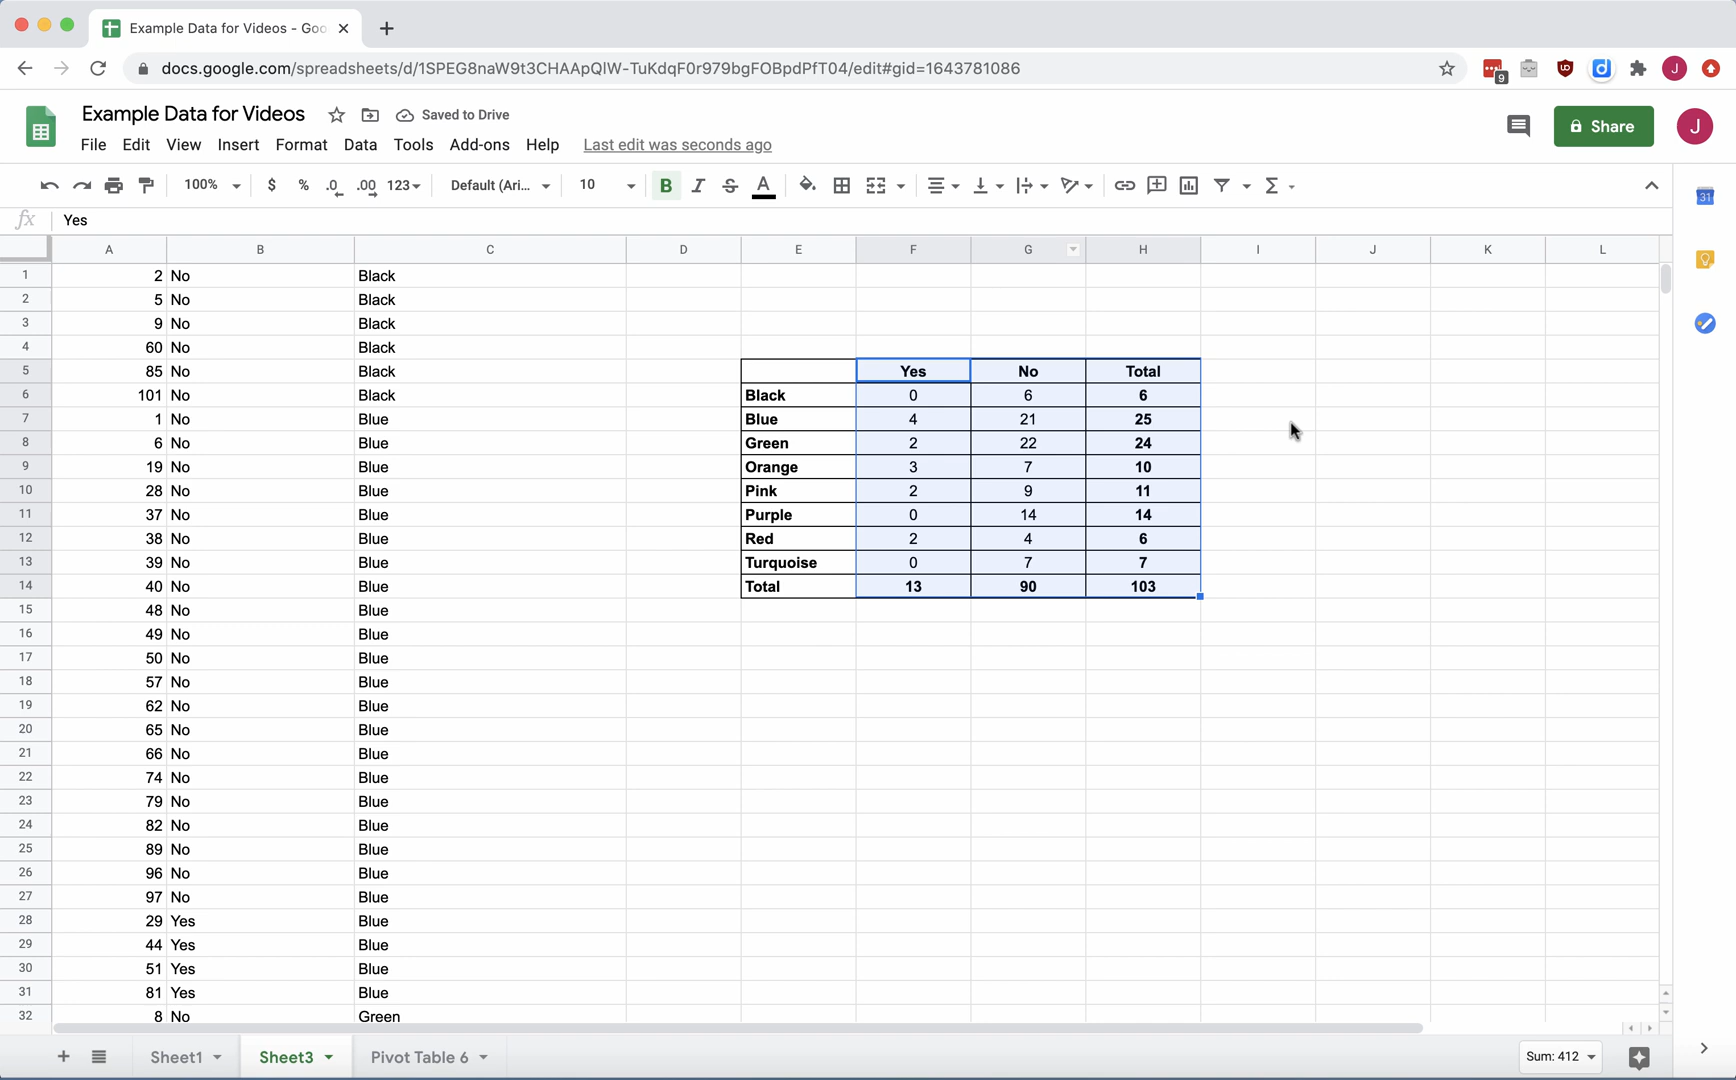 Example Data for Videos - Goo
docs.google.com/spreadsheets/d/1SPEG8naW9t3CHAApQlW-TuKdqF0r979bgFOBpdPfT04/edit#gid=1643781086
9
J
Example Data for Videos Saved to Drive
File Edit View Insert Format Data Tools Add-ons Help Last edit was seconds ago
Share
J
100% $ % .0 .00 123 Default (Ari... 10 B I S A
31
fx Yes
A B C D E F G H I J K L
1 2 No Black
2 5 No Black
3 9 No Black
4 60 No Black
5 85 No Black Yes No Total
6 101 No Black Black 0 6 6
7 1 No Blue Blue 4 21 25
8 6 No Blue Green 2 22 24
9 19 No Blue Orange 3 7 10
10 28 No Blue Pink 2 9 11
11 37 No Blue Purple 0 14 14
12 38 No Blue Red 2 4 6
13 39 No Blue Turquoise 0 7 7
14 40 No Blue Total 13 90 103
15 48 No Blue
16 49 No Blue
17 50 No Blue
18 57 No Blue
19 62 No Blue
20 65 No Blue
21 66 No Blue
22 74 No Blue
23 79 No Blue
24 82 No Blue
25 89 No Blue
26 96 No Blue
27 97 No Blue
28 29 Yes Blue
29 44 Yes Blue
30 51 Yes Blue
31 81 Yes Blue
32 8 No Green
Sheet1 Sheet3 Pivot Table 6 Sum: 412